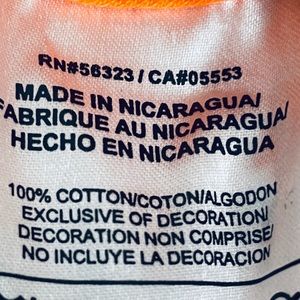 RN#56323 / CA#05553
MADE IN NICARAGUA/
FABRIQUE AU NICARAGUA/
HECHO EN NICARAGUA
100% COTTON/COTON/ALGODON
EXCLUSIVE OF DECORATION/
DECORATION NON COMPRISE/
NO INCLUYE LA DECORACION